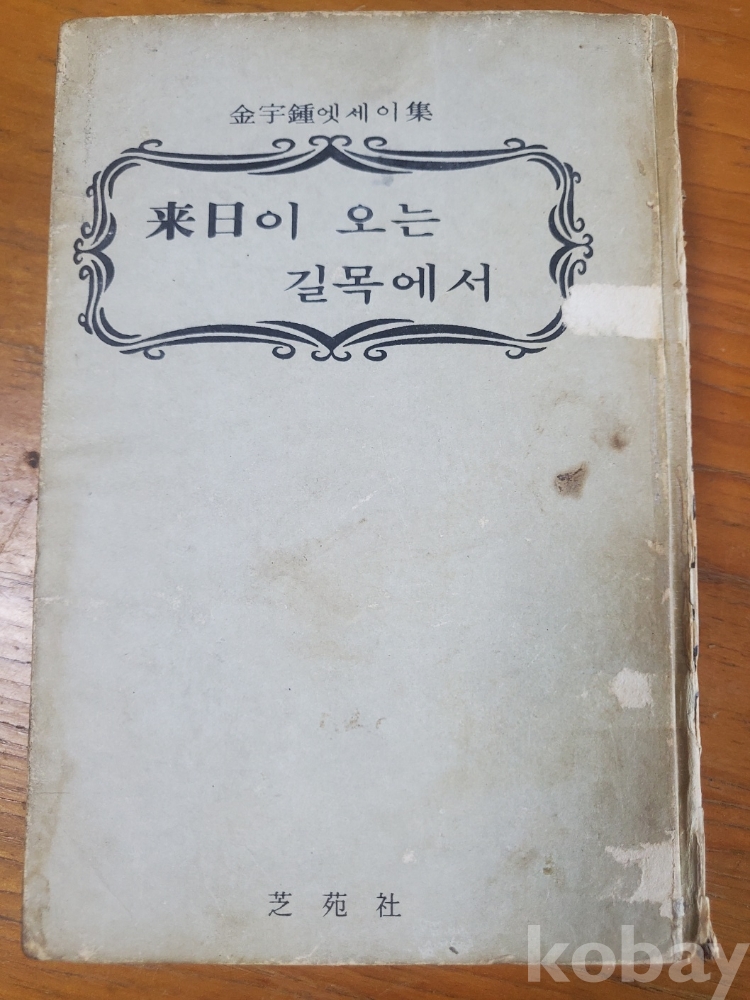 金宇鍾엣세이集
来日이 오는
길목에서
芝苑社
kobay